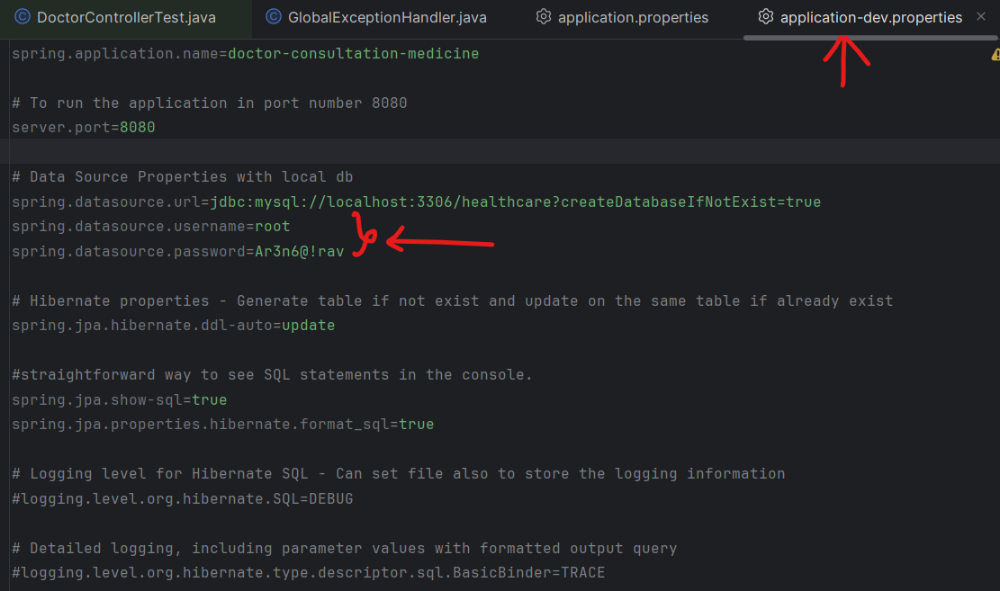 DoctorControllerTest.java GlobalExceptionHandler.java application.properties application-dev.properties
spring.application.name=doctor-consultation-medicine
# To run the application in port number 8080
server.port=8080
# Data Source Properties with local db
spring.datasource.url=jdbc:mysql://localhost:3306/healthcare?createDatabaseIfNotExist=true
spring.datasource.username=root
spring.datasource.password=Ar3n6@!rav
# Hibernate properties - Generate table if not exist and update on the same table if already exist
spring.jpa.hibernate.ddl-auto=update
#straightforward way to see SQL statements in the console.
spring.jpa.show-sql=true
spring.jpa.properties.hibernate.format_sql=true
# Logging level for Hibernate SQL - Can set file also to store the logging information
#logging.level.org.hibernate.SQL=DEBUG
# Detailed logging, including parameter values with formatted output query
#logging.level.org.hibernate.type.descriptor.sql.BasicBinder=TRACE